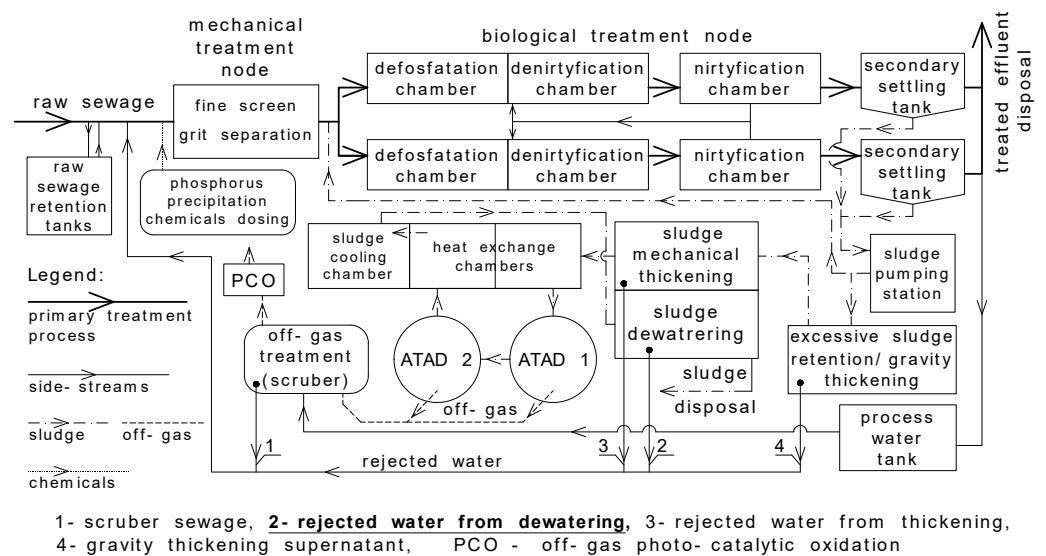 mechanical
treatment
node
biological treatment node
treated effluent
disposal
raw sewage
fine screen
grit separation
defosfatation
chamber
denirtyfication
chamber
nirtyfication
chamber
secondary
settling
tank
defosfatation
chamber
denirtyfication
chamber
nirtyfication
chamber
secondary
settling
tank
raw
sewage
retention
tanks
phosphorus
precipitation
chemicals dosing
sludge
cooling
chamber
heat exchange
chambers
sludge
mechanical
thickening
sludge
pumping
station
Legend:
primary treatment
process
side- streams
sludge
off- gas
chemicals
PCO
off- gas
treatment
(scruber)
ATAD 2
ATAD 1
off- gas
sludge
dewatrering
sludge
disposal
excessive sludge
retention/ gravity
thickening
process
water
tank
1
rejected water
3
2
4
1- scruber sewage, 2- rejected water from dewatering, 3- rejected water from thickening,
4- gravity thickening supernatant, PCO - off- gas photo- catalytic oxidation